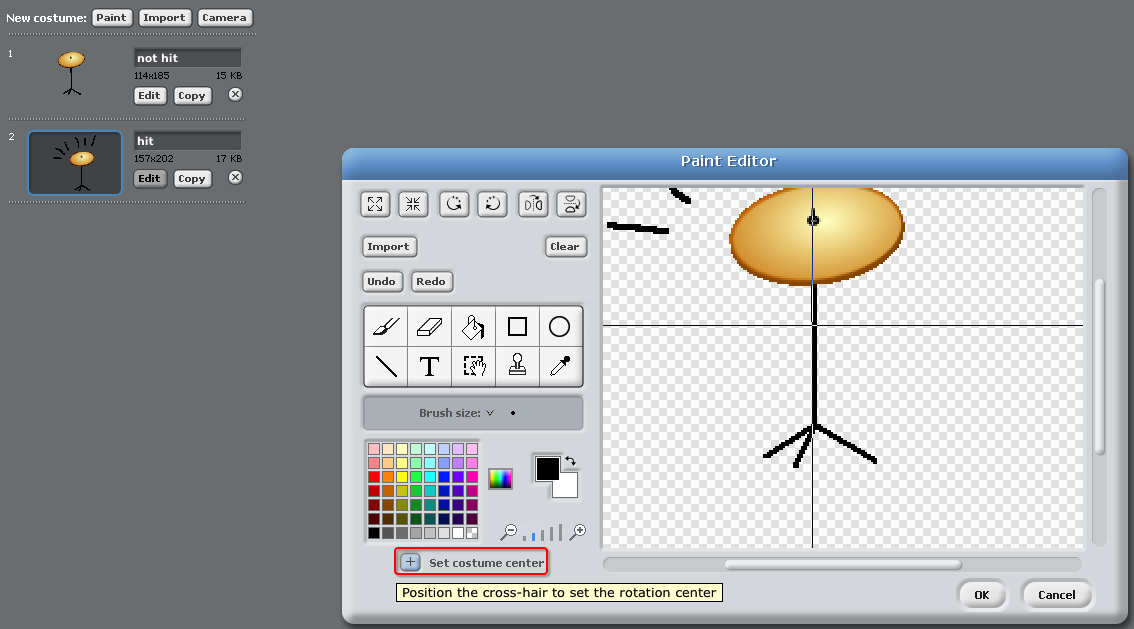 New costume: Paint Import Camera
1
not hit
114x185 15 KB
Edit Copy
2
hit
157x202 17 KB
Edit Copy
Paint Editor
Import Clear
Undo Redo
T
Brush size:
Set costume center
Position the cross-hair to set the rotation center
OK Cancel